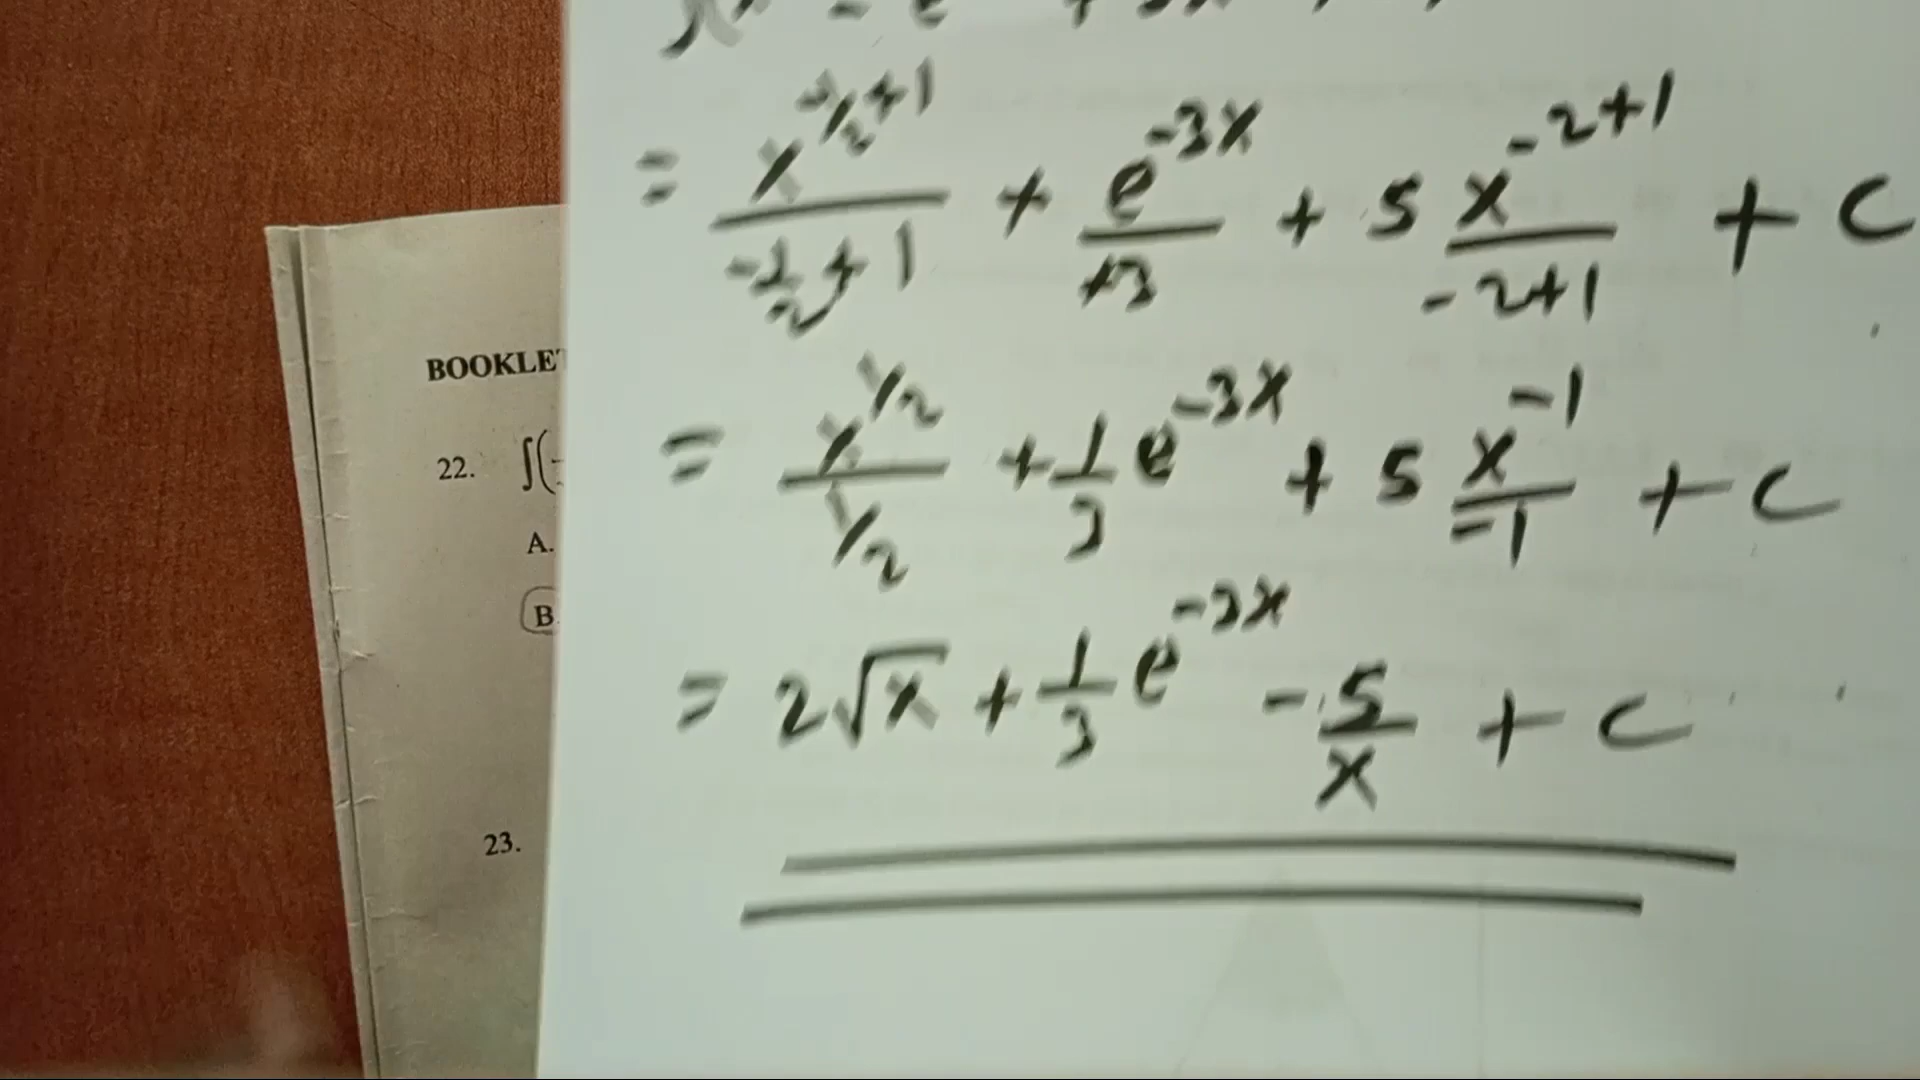 = x^(-1/2+1)/(-1/2+1) + e^(-3x)/(+3) + 5 x^(-2+1)/(-2+1) + C
= x^(1/2)/(1/2) + 1/3 e^(-3x) + 5 x^(-1)/(-1) + C
= 2√x + 1/3 e^(-3x) - 5/x + C
BOOKLE
22. ∫(
A.
B.
23.